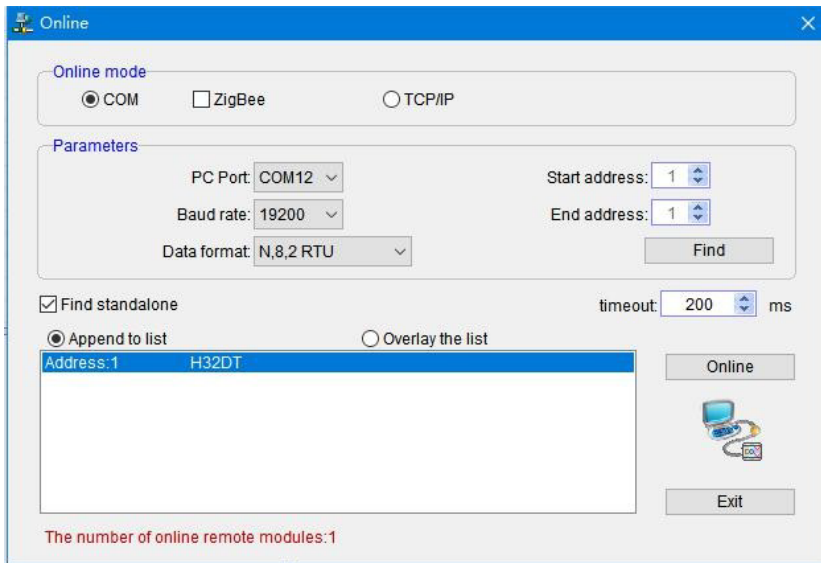 Online
Online mode
COM ZigBee TCP/IP
Parameters
PC Port: COM12 Start address: 1
Baud rate: 19200 End address: 1
Data format: N,8,2 RTU Find
Find standalone timeout: 200 ms
Append to list Overlay the list
Address:1 H32DT
Online
Exit
The number of online remote modules:1